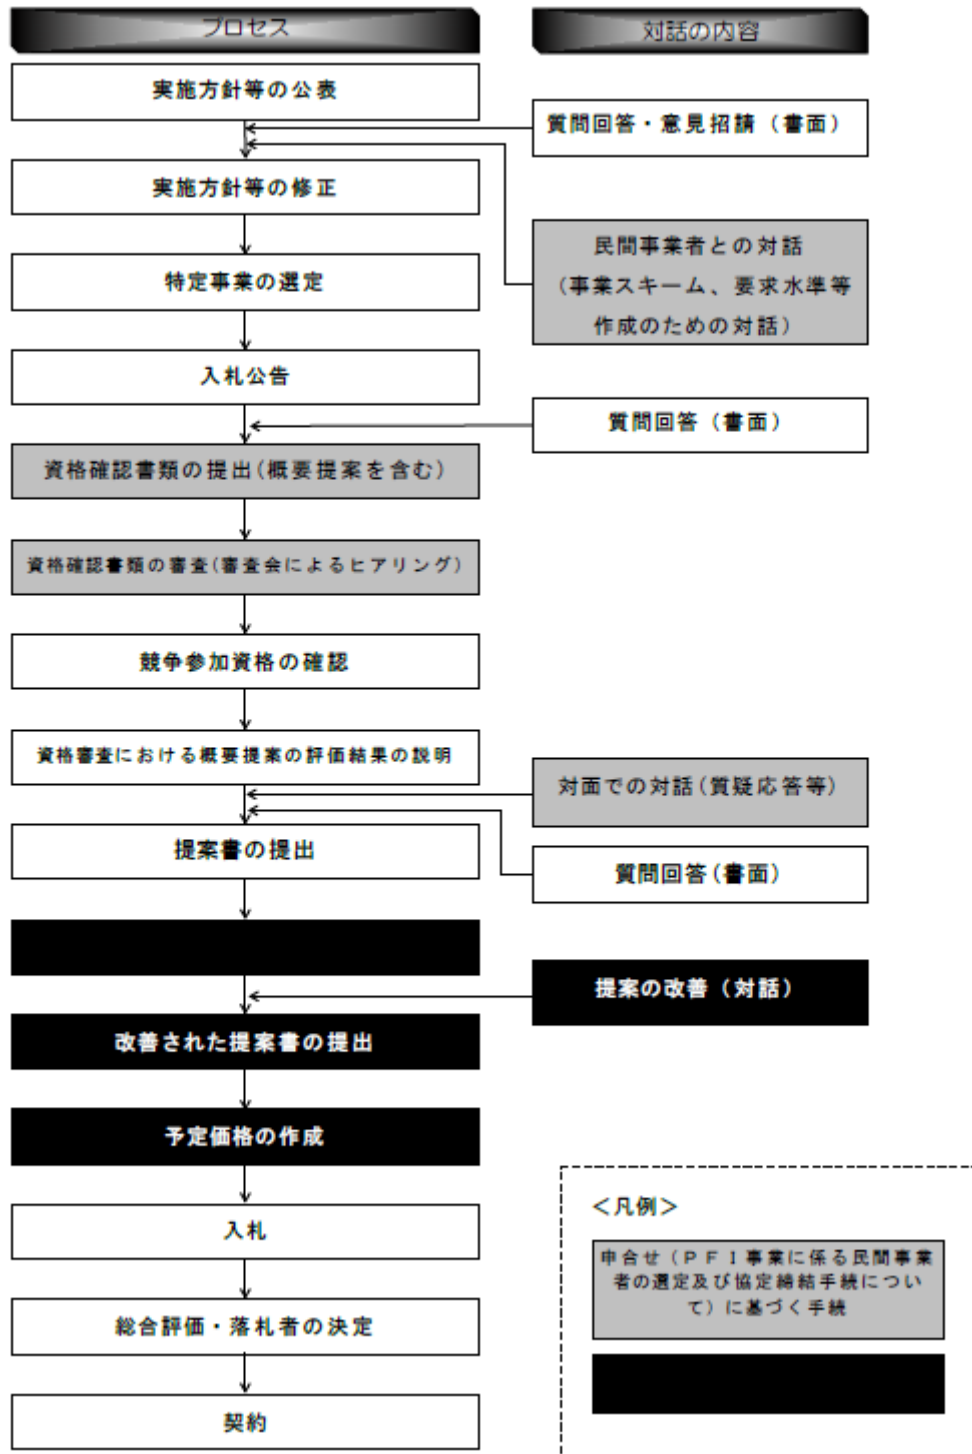 プロセス
対話の内容
実施方針等の公表
質問回答・意見招請（書面）
実施方針等の修正
民間事業者との対話
（事業スキーム、要求水準等
作成のための対話）
特定事業の選定
入札公告
質問回答（書面）
資格確認書類の提出(概要提案を含む)
資格確認書類の審査(審査会によるヒアリング)
競争参加資格の確認
資格審査における概要提案の評価結果の説明
対面での対話(質疑応答等)
提案書の提出
質問回答(書面)
提案の改善（対話）
改善された提案書の提出
予定価格の作成
入札
総合評価・落札者の決定
契約
＜凡例＞
申合せ（ＰＦＩ事業に係る民間事業
者の選定及び協定締結手続につい
て）に基づく手続